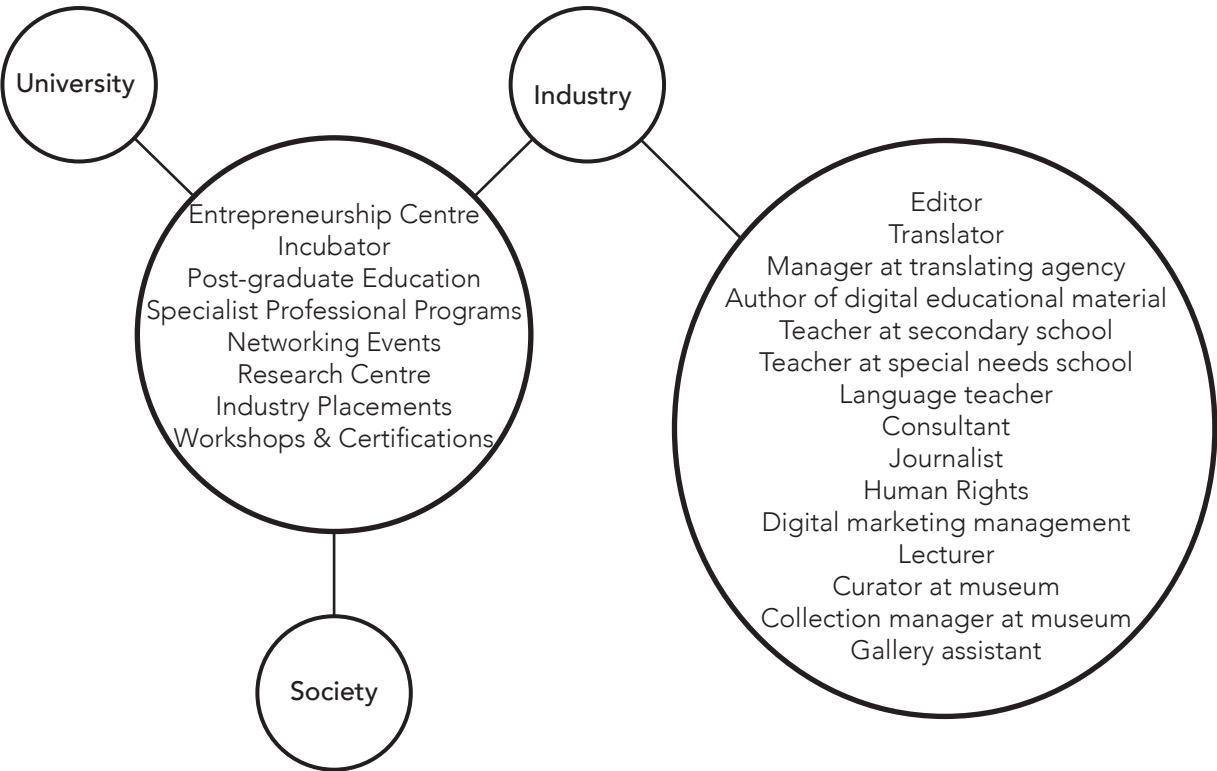 University
Industry
Entrepreneurship Centre
Incubator
Post-graduate Education
Specialist Professional Programs
Networking Events
Research Centre
Industry Placements
Workshops & Certifications
Editor
Translator
Manager at translating agency
Author of digital educational material
Teacher at secondary school
Teacher at special needs school
Language teacher
Consultant
Journalist
Human Rights
Digital marketing management
Lecturer
Curator at museum
Collection manager at museum
Gallery assistant
Society